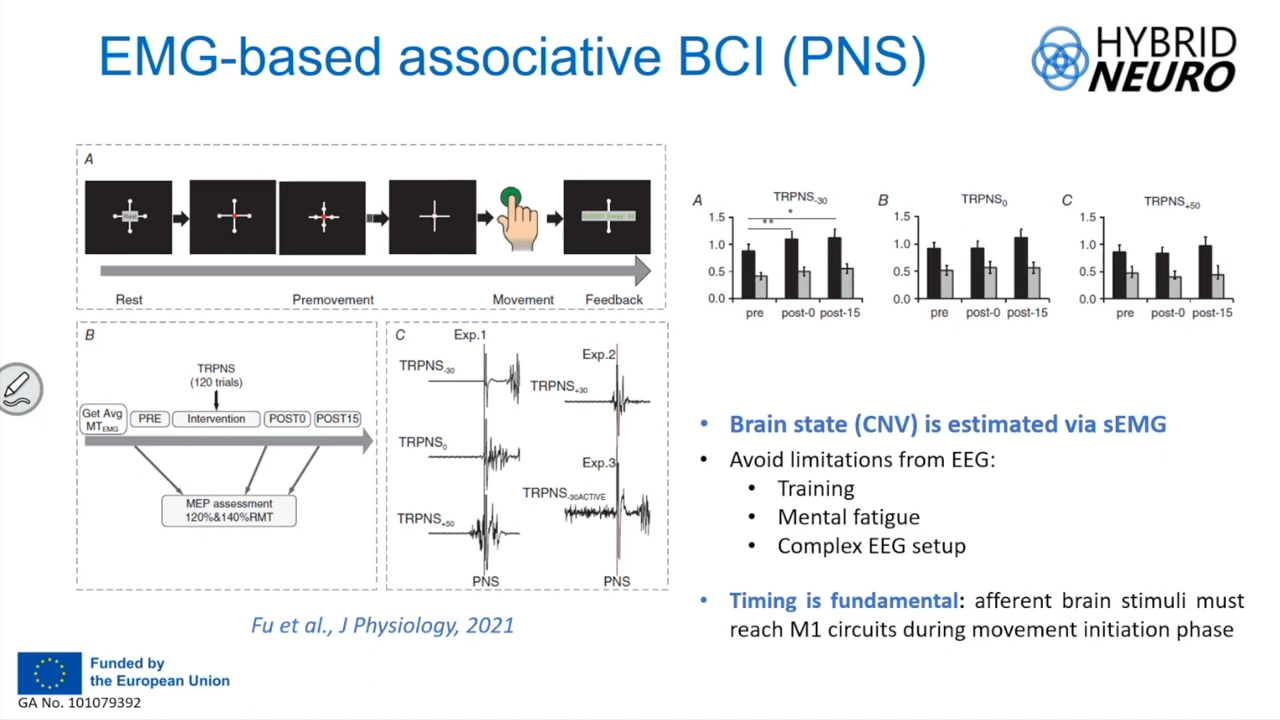 EMG-based associative BCI (PNS)
HYBRID
NEURO
A
Rest
Premovement
Movement
Feedback
B
TRPNS
(120 trials)
Get Avg
MTEMG
PRE
Intervention
POST0
POST15
MEP assessment
120%&140%RMT
C
Exp.1
TRPNS-30
TRPNS0
TRPNS+50
PNS
Exp.2
TRPNS+30
Exp.3
TRPNS-30ACTIVE
PNS
Fu et al., J Physiology, 2021
A
TRPNS-30
1.5
1.0
0.5
0.0
*
**
pre
post-0
post-15
B
TRPNS0
1.5
1.0
0.5
0.0
pre
post-0
post-15
C
TRPNS+50
1.5
1.0
0.5
0.0
pre
post-0
post-15
• Brain state (CNV) is estimated via sEMG
• Avoid limitations from EEG:
• Training
• Mental fatigue
• Complex EEG setup
• Timing is fundamental: afferent brain stimuli must
reach M1 circuits during movement initiation phase
Funded by
the European Union
GA No. 101079392